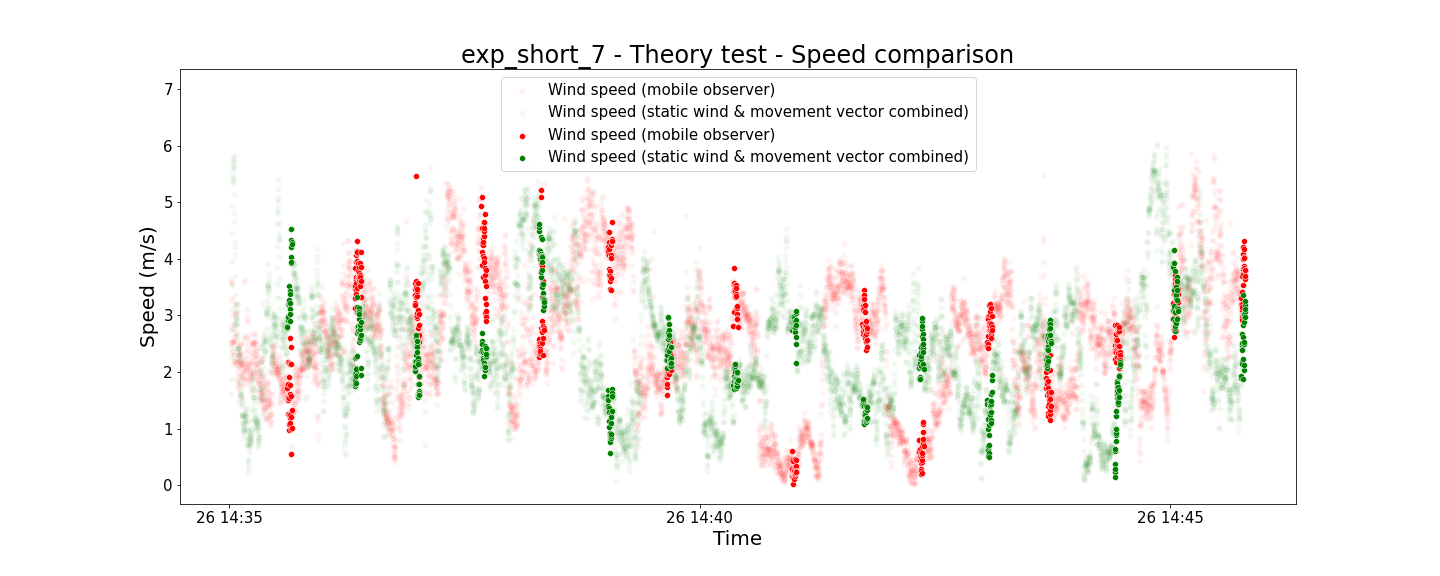 exp_short_7 - Theory test - Speed comparison
Wind speed (mobile observer)
Wind speed (static wind & movement vector combined)
Wind speed (mobile observer)
Wind speed (static wind & movement vector combined)
7
6
5
4
3
2
1
0
Speed (m/s)
26 14:35
26 14:40
26 14:45
Time